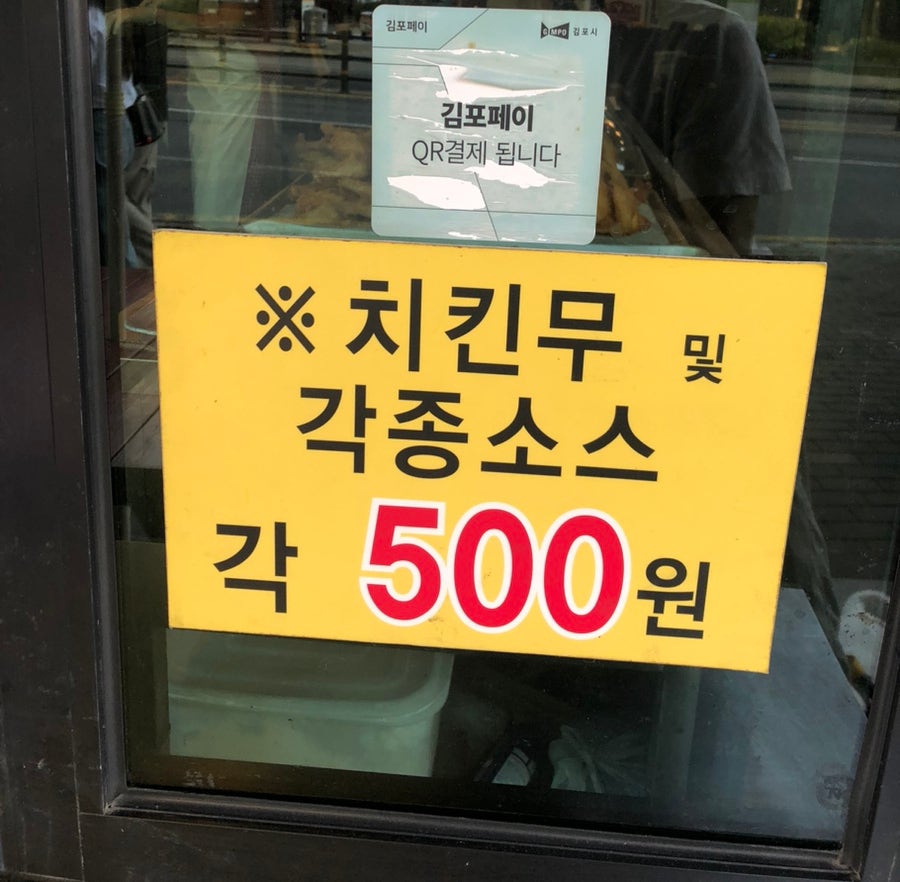 김포페이
GMPO 김포시
김포페이
QR결제 됩니다
※ 치킨무 및
각종소스
각 500원